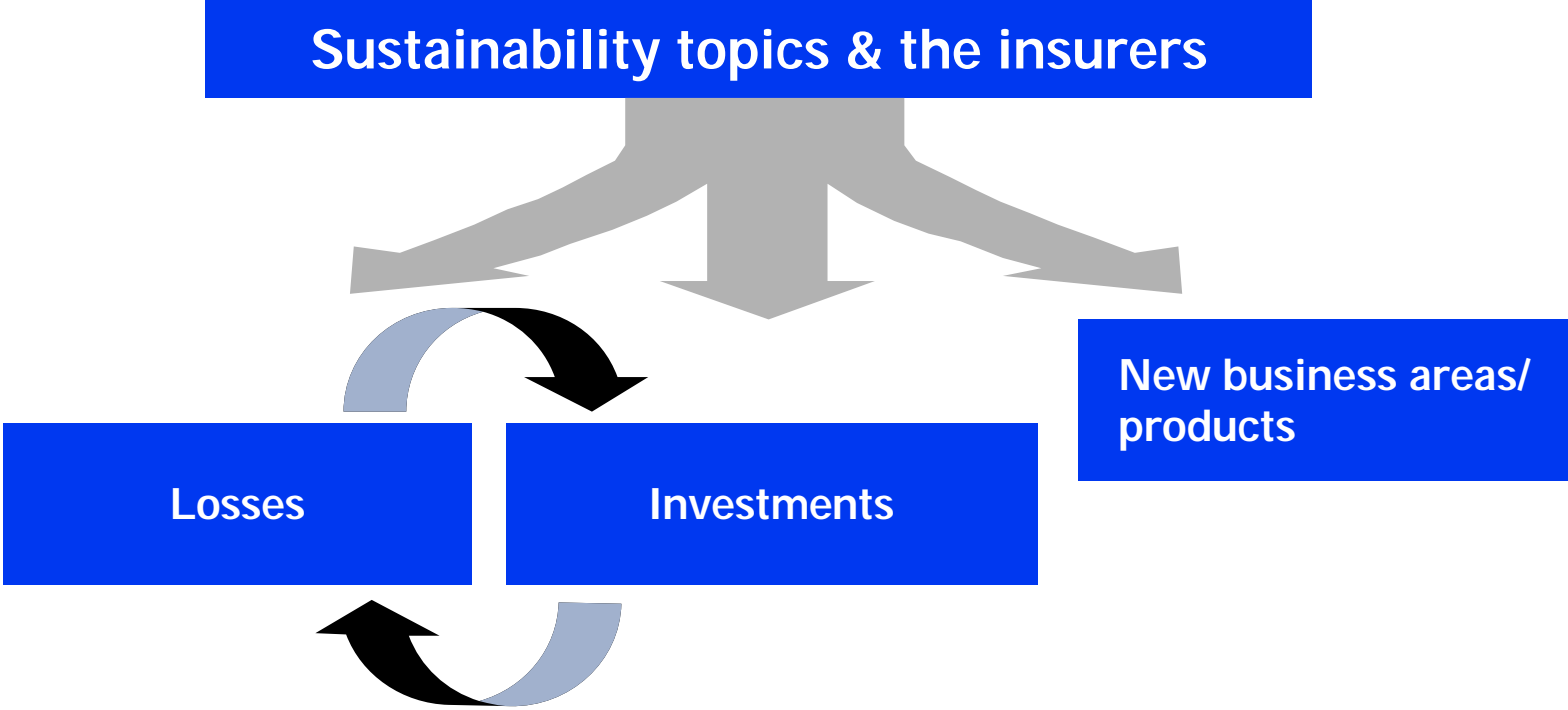 Sustainability topics & the insurers
New business areas/
products
Losses
Investments